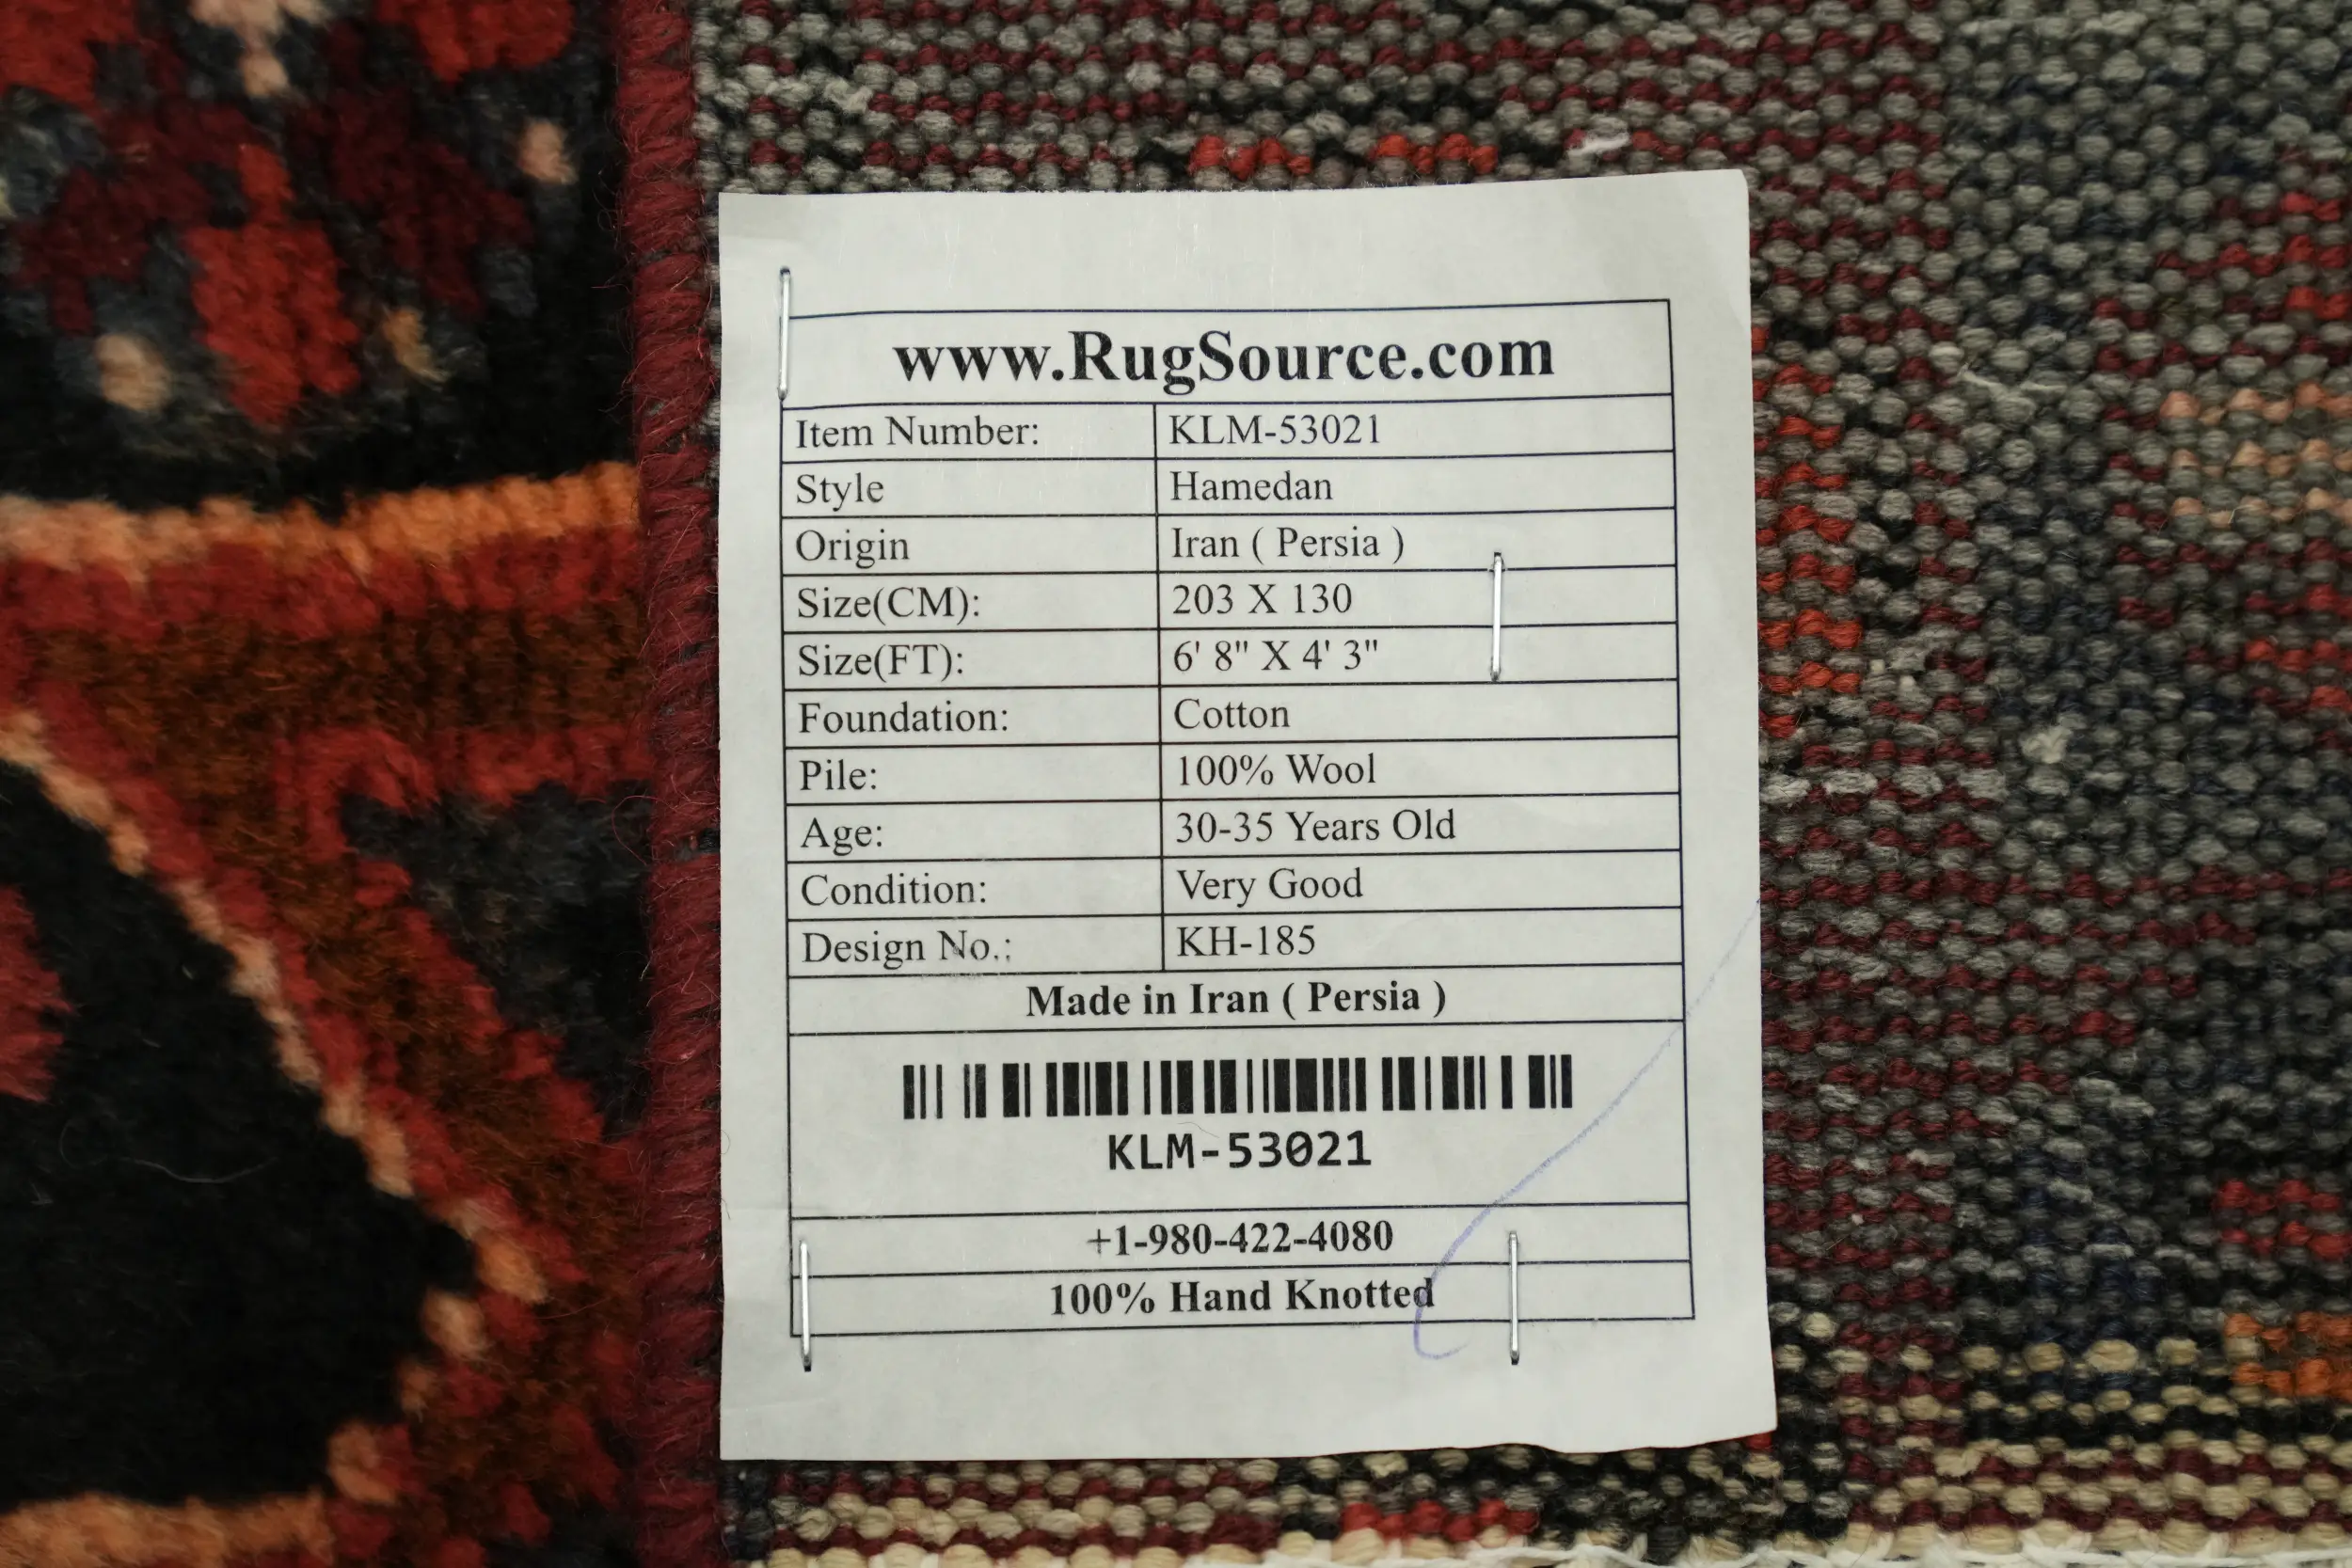 www.RugSource.com
Item Number: KLM-53021
Style Hamedan
Origin Iran ( Persia )
Size(CM): 203 X 130
Size(FT): 6' 8" X 4' 3"
Foundation: Cotton
Pile: 100% Wool
Age: 30-35 Years Old
Condition: Very Good
Design No.: KH-185
Made in Iran ( Persia )
KLM-53021
+1-980-422-4080
100% Hand Knotted